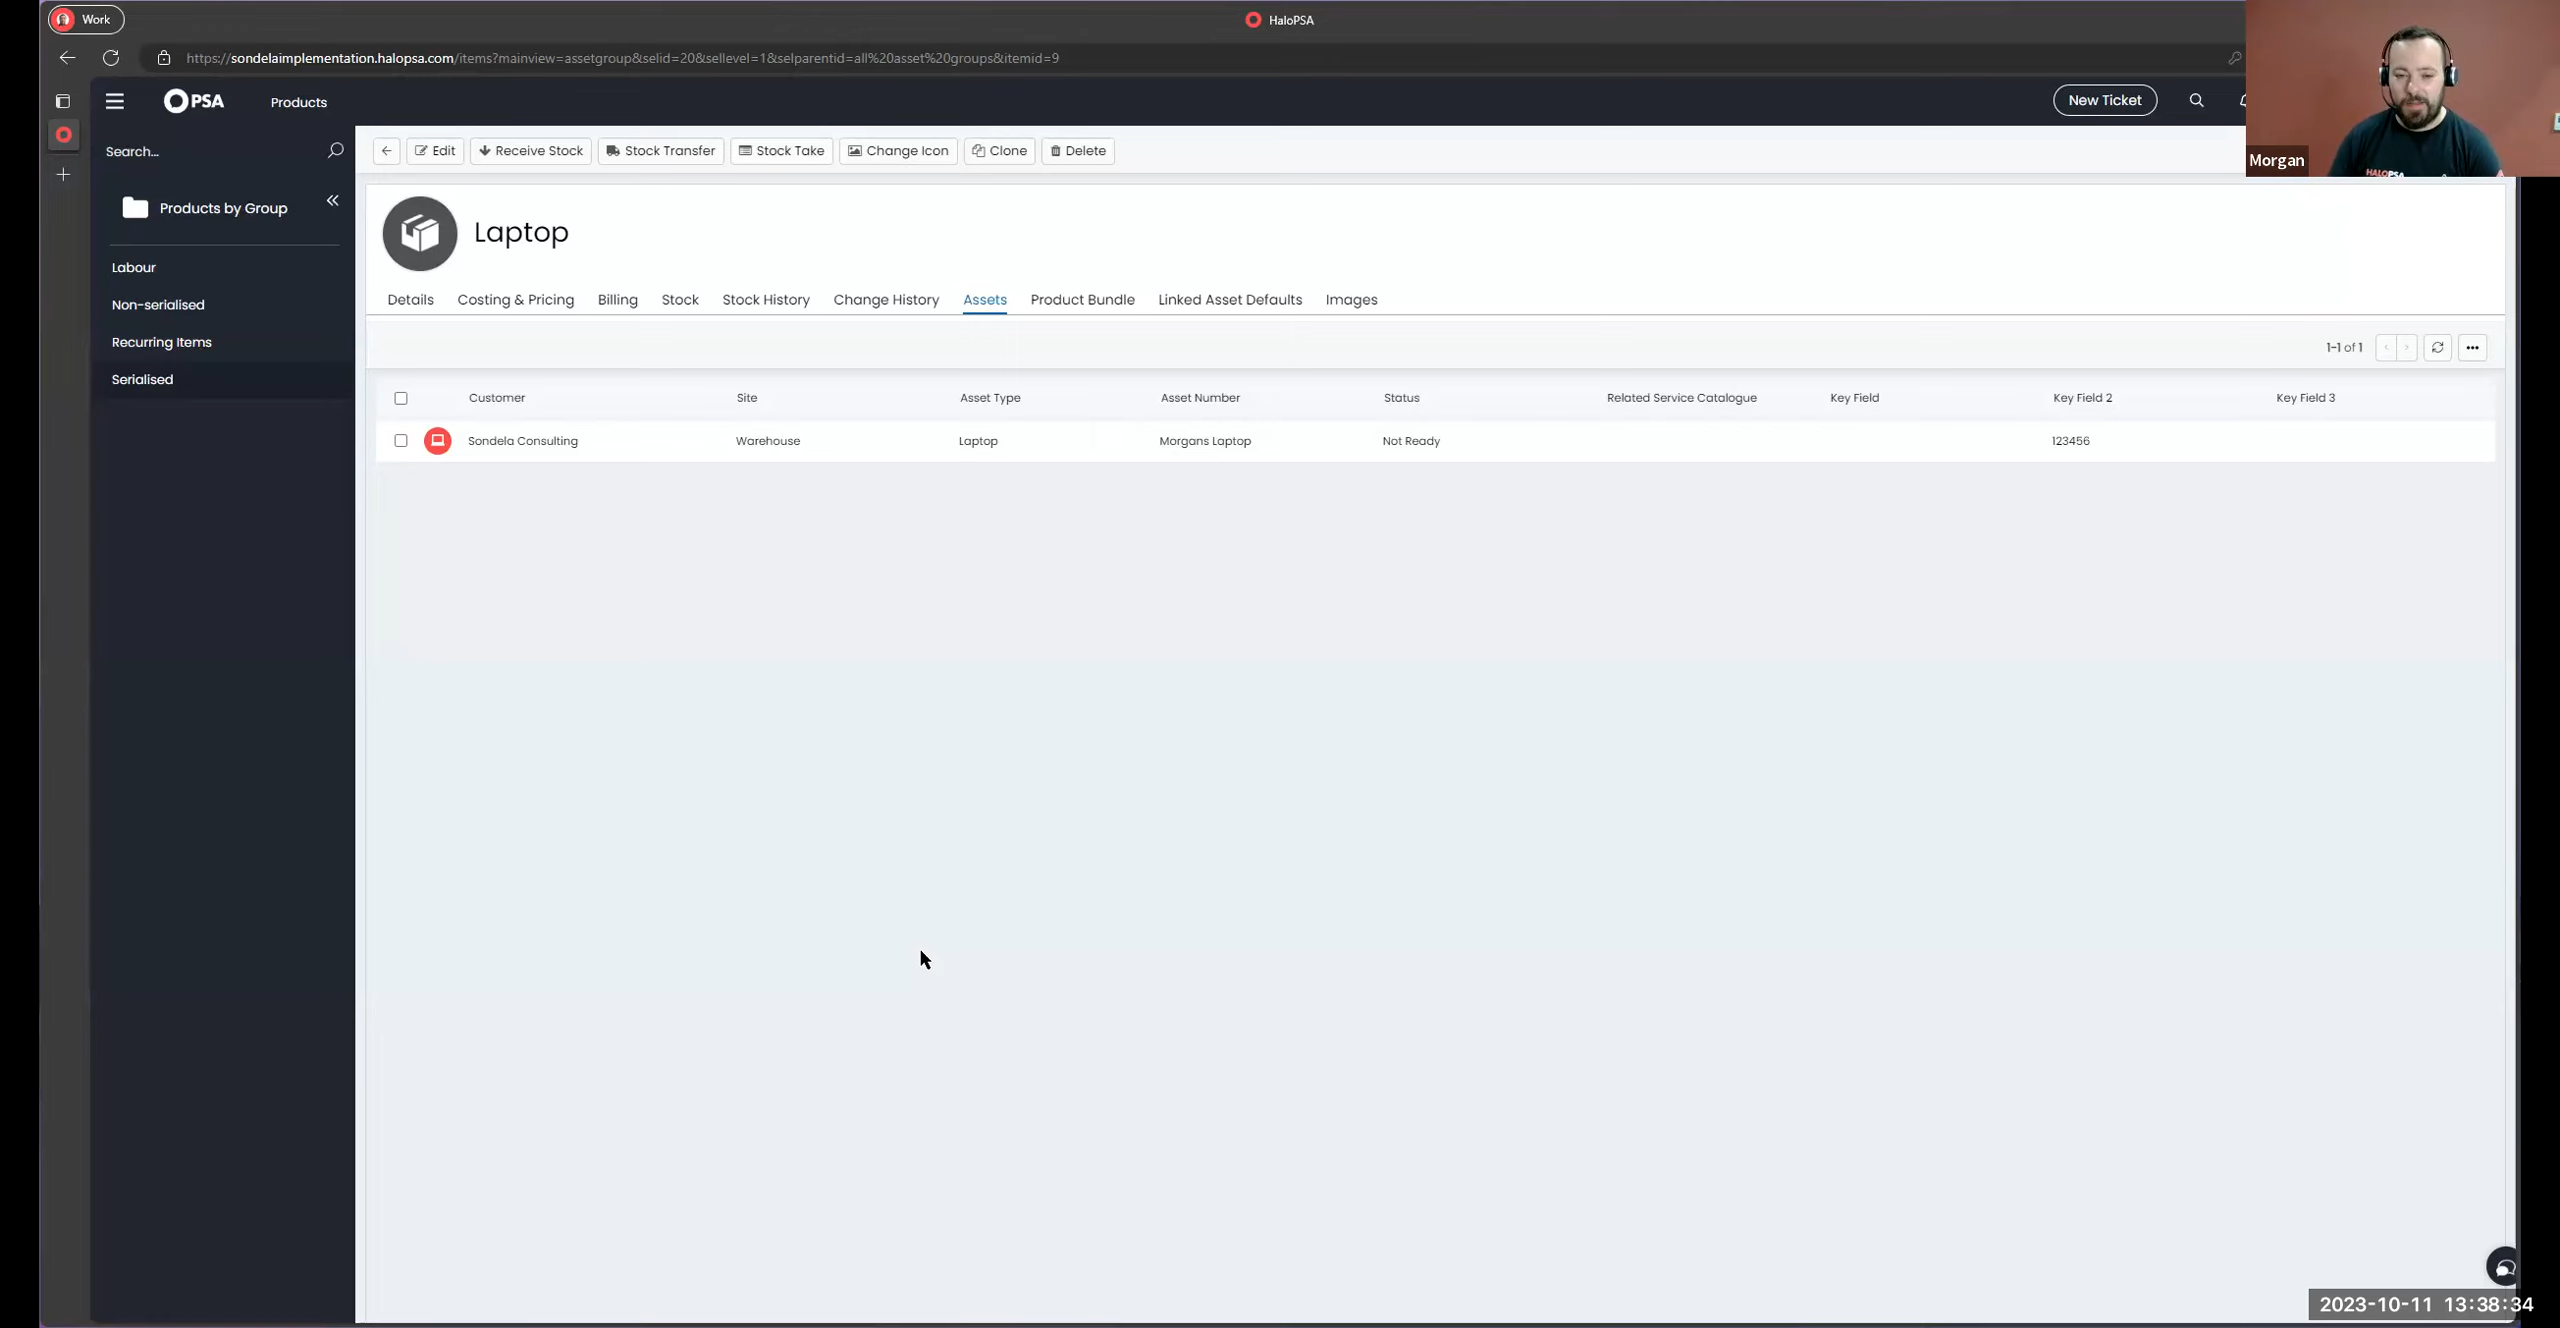 Work
HaloPSA
https://sondelaimplementation.halopsa.com/items?mainview=assetgroup&selid=20&sellevel=1&selparentid=all%20asset%20groups&itemid=9
PSA Products New Ticket
Morgan
HALOPSA
Search...
Edit Receive Stock Stock Transfer Stock Take Change Icon Clone Delete
Products by Group
Labour
Non-serialised
Recurring Items
Serialised
Laptop
Details Costing & Pricing Billing Stock Stock History Change History Assets Product Bundle Linked Asset Defaults Images
1-1 of 1
Customer Site Asset Type Asset Number Status Related Service Catalogue Key Field Key Field 2 Key Field 3
Sondela Consulting Warehouse Laptop Morgans Laptop Not Ready 123456
2023-10-11 13:38:34